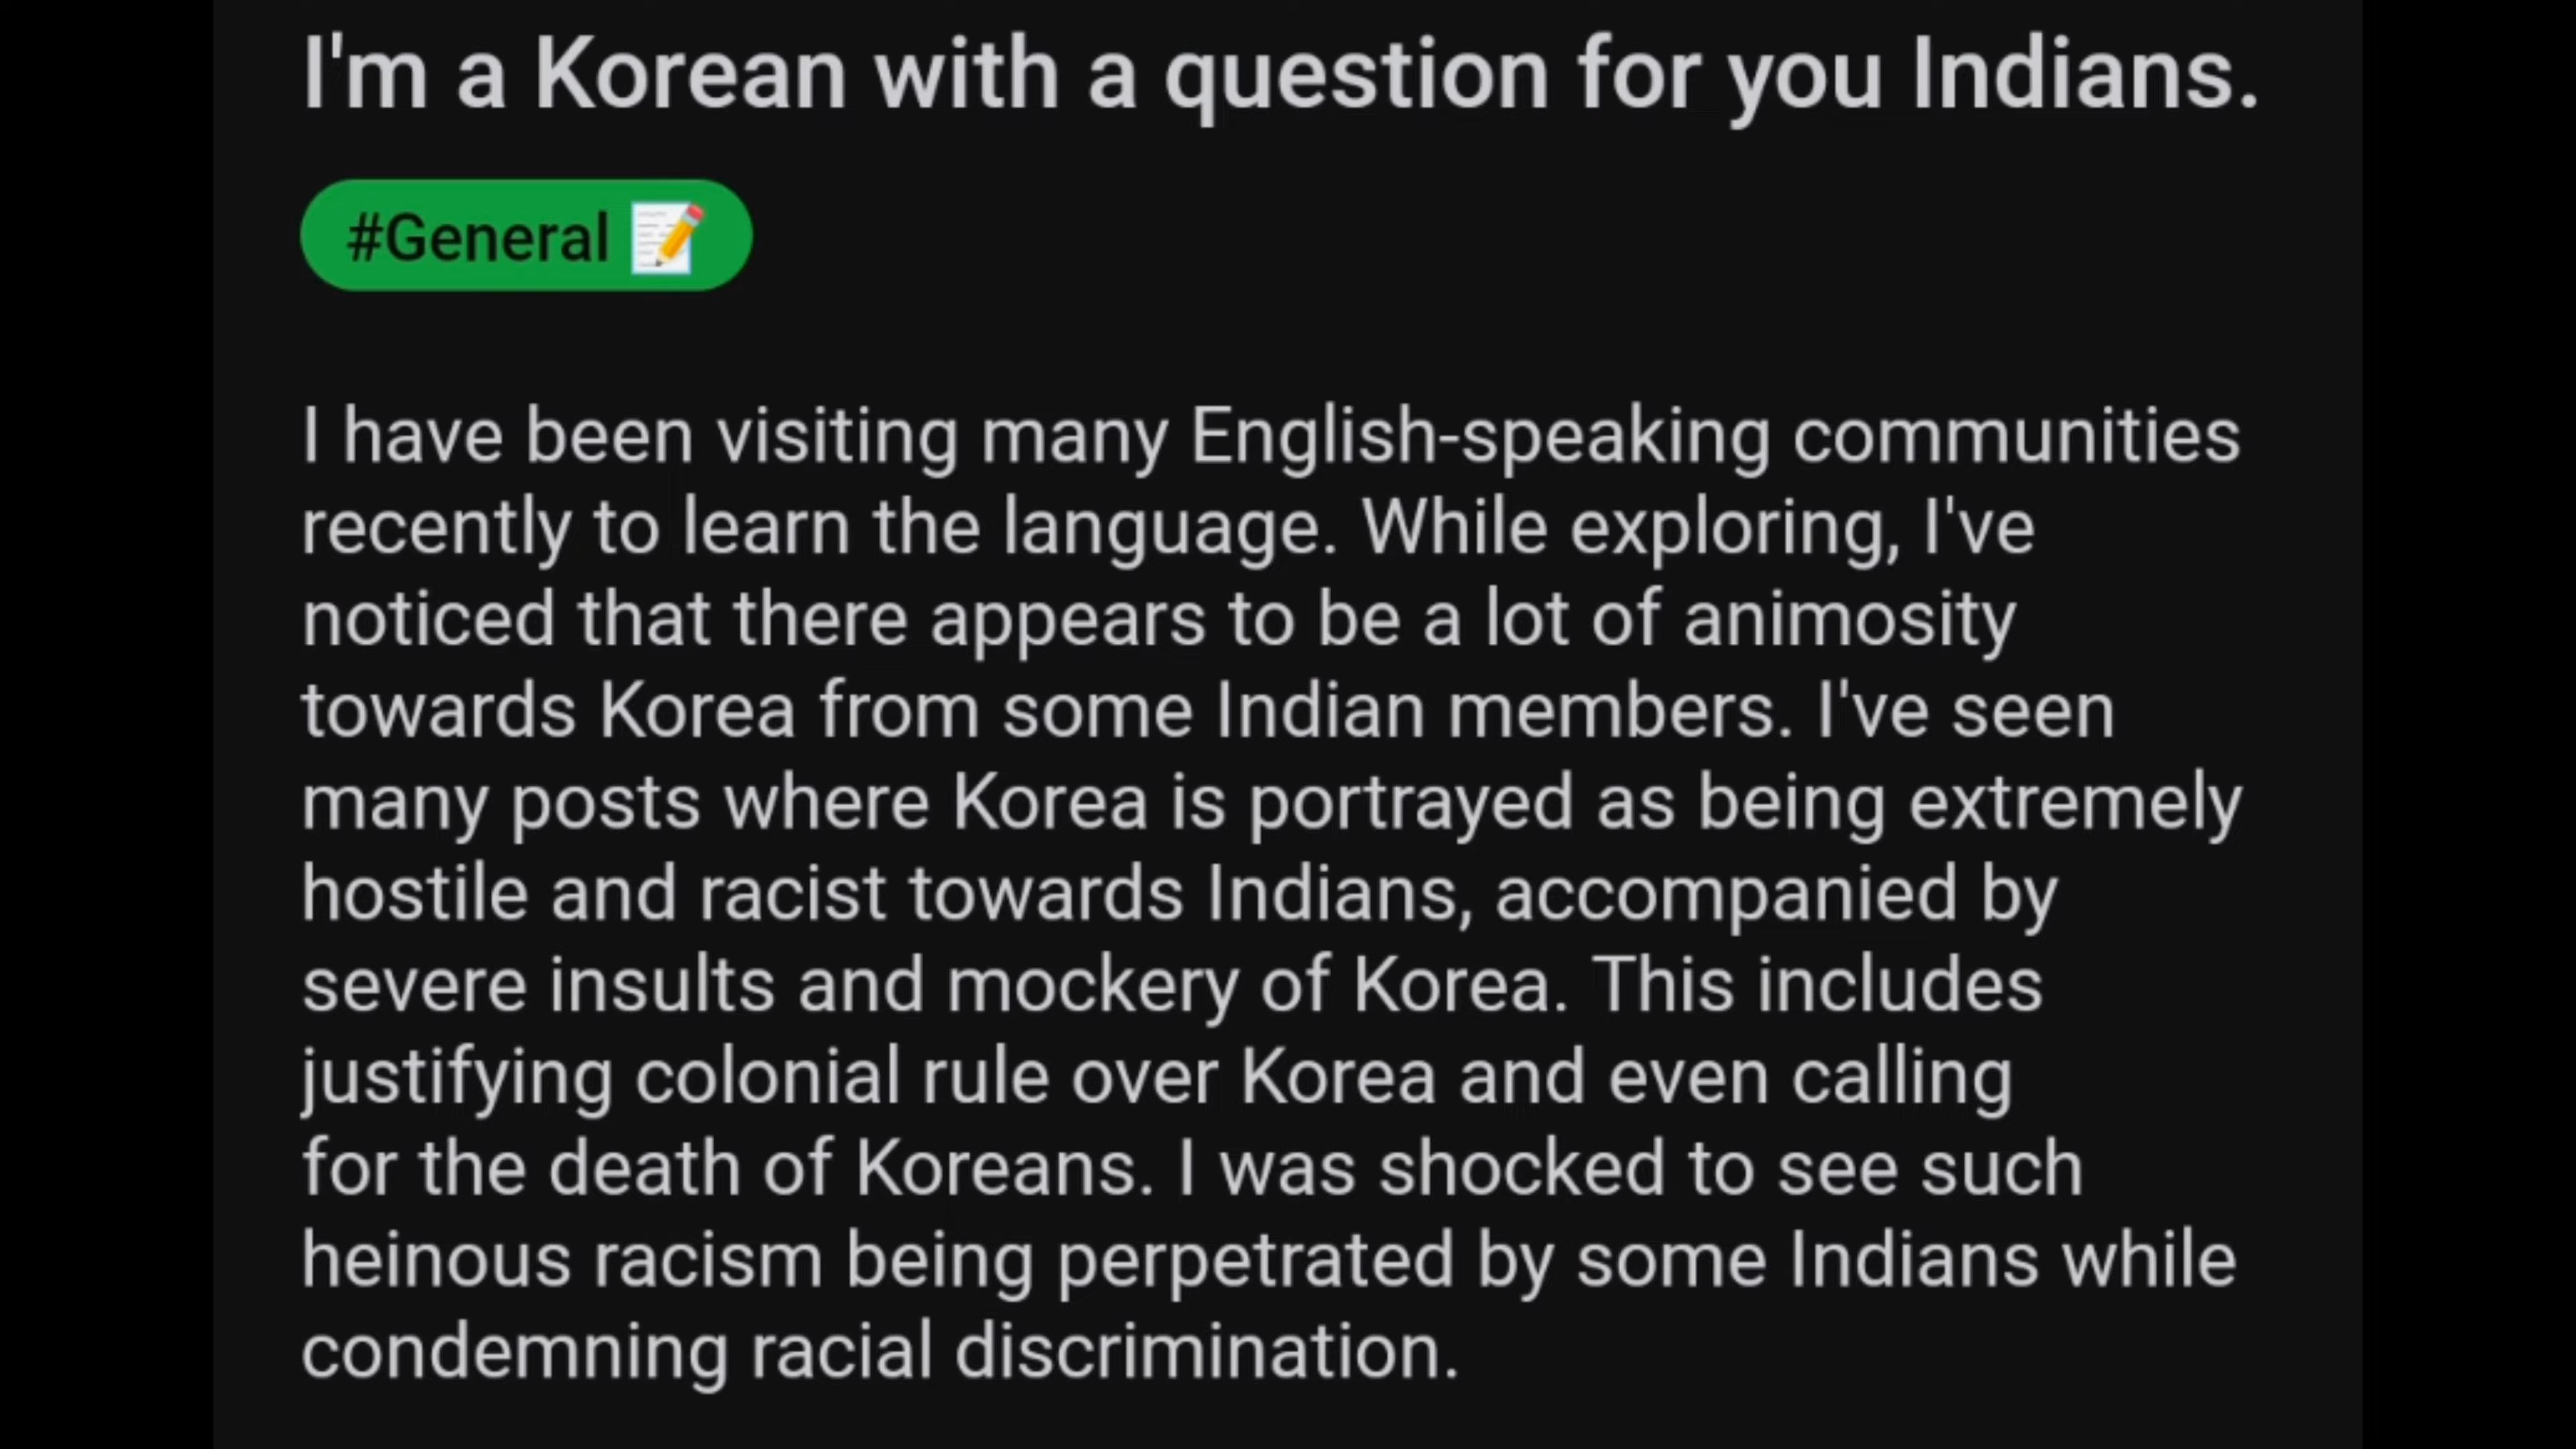 I'm a Korean with a question for you Indians.
#General 📝
I have been visiting many English-speaking communities
recently to learn the language. While exploring, I've
noticed that there appears to be a lot of animosity
towards Korea from some Indian members. I've seen
many posts where Korea is portrayed as being extremely
hostile and racist towards Indians, accompanied by
severe insults and mockery of Korea. This includes
justifying colonial rule over Korea and even calling
for the death of Koreans. I was shocked to see such
heinous racism being perpetrated by some Indians while
condemning racial discrimination.